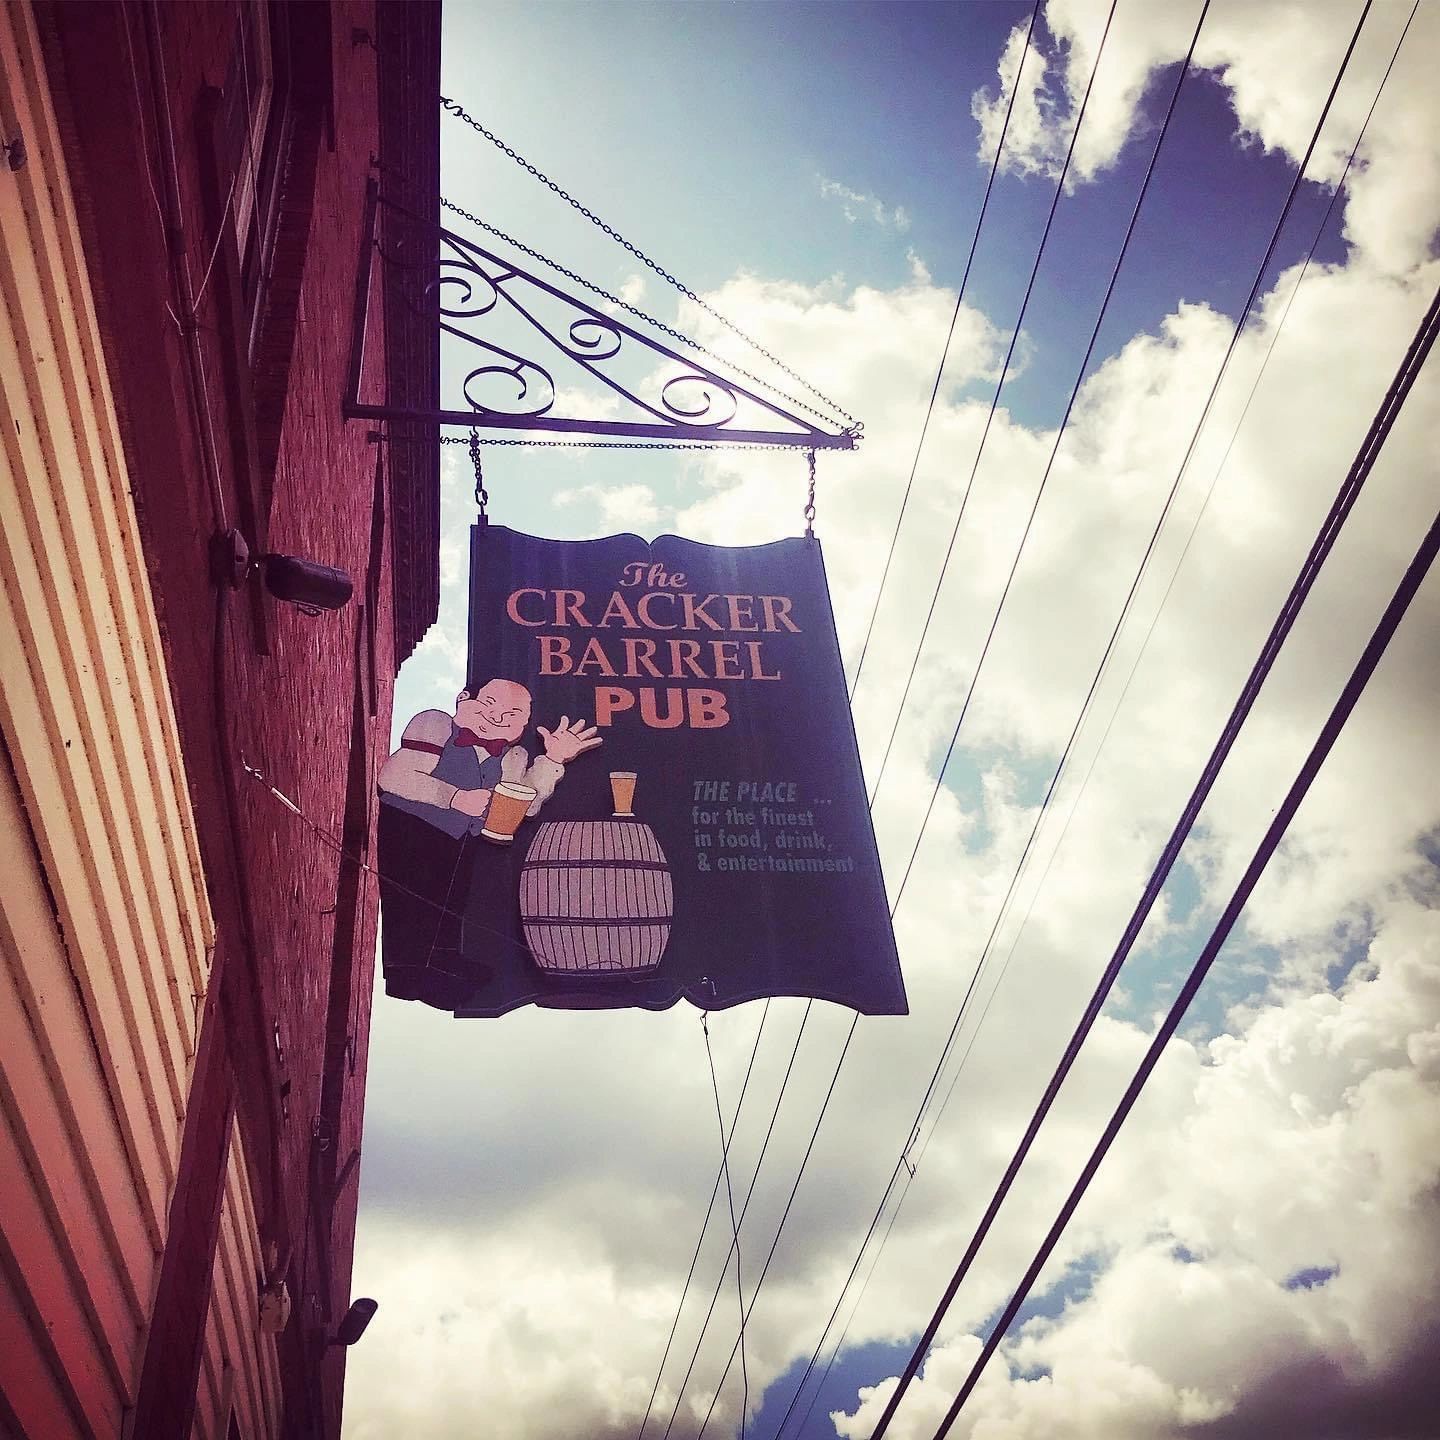 The
CRACKER
BARREL
PUB
THE PLACE ...
for the finest
in food, drink,
& entertainment